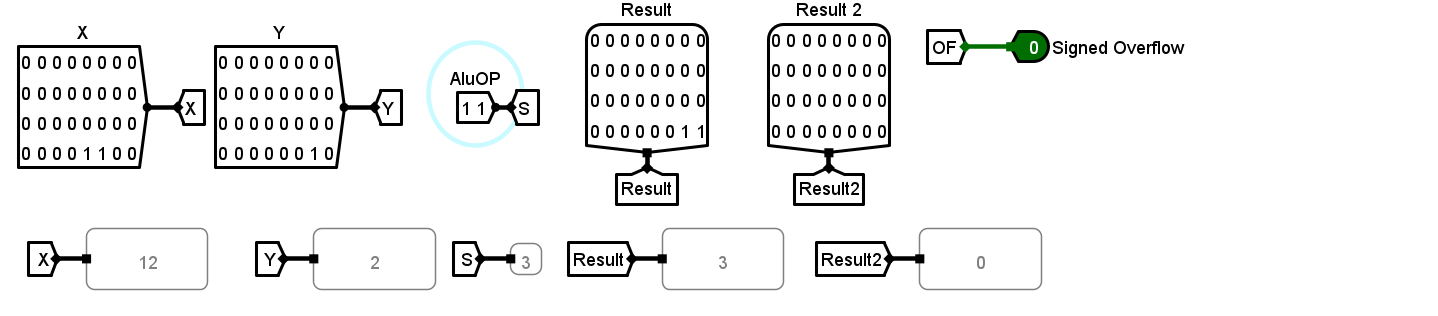 X
0 0 0 0 0 0 0 0
0 0 0 0 0 0 0 0
0 0 0 0 0 0 0 0
0 0 0 0 1 1 0 0
X
Y
0 0 0 0 0 0 0 0
0 0 0 0 0 0 0 0
0 0 0 0 0 0 0 0
0 0 0 0 0 0 1 0
Y
AluOP
1 1
S
Result
0 0 0 0 0 0 0 0
0 0 0 0 0 0 0 0
0 0 0 0 0 0 0 0
0 0 0 0 0 0 1 1
Result
Result 2
0 0 0 0 0 0 0 0
0 0 0 0 0 0 0 0
0 0 0 0 0 0 0 0
0 0 0 0 0 0 0 0
Result2
OF
0
Signed Overflow
X
12
Y
2
S
3
Result
3
Result2
0